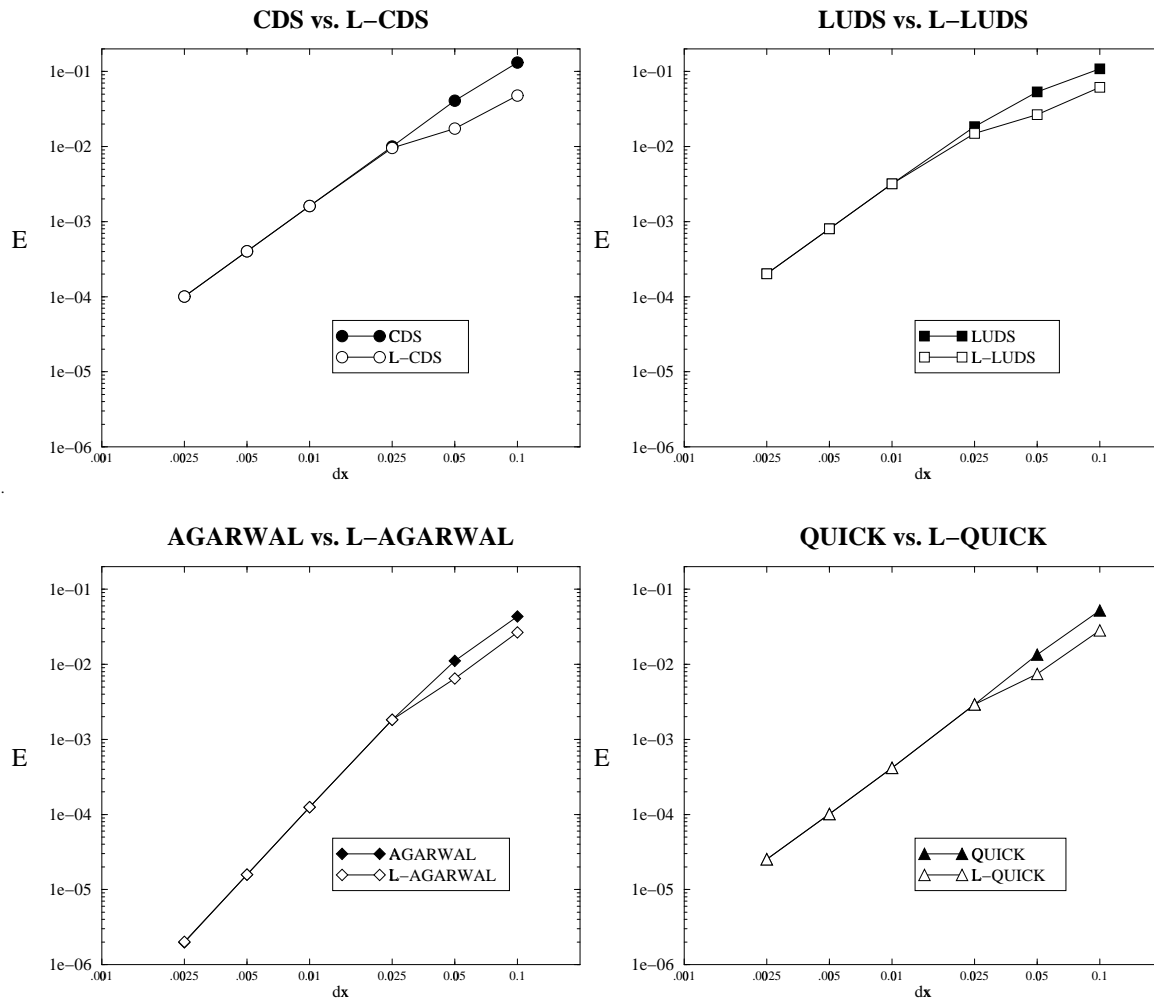 CDS vs. L−CDS
1e−01
1e−02
1e−03
E
1e−04
CDS
L−CDS
1e−05
1e−06
.001
.0025
.005
0.01
0.025
0.05
0.1
dx
LUDS vs. L−LUDS
1e−01
1e−02
1e−03
E
1e−04
LUDS
L−LUDS
1e−05
1e−06
.001
.0025
.005
0.01
0.025
0.05
0.1
dx
.
AGARWAL vs. L−AGARWAL
1e−01
1e−02
1e−03
E
1e−04
AGARWAL
L−AGARWAL
1e−05
1e−06
.001
.0025
.005
0.01
0.025
0.05
0.1
dx
QUICK vs. L−QUICK
1e−01
1e−02
1e−03
E
1e−04
QUICK
L−QUICK
1e−05
1e−06
.001
.0025
.005
0.01
0.025
0.05
0.1
dx